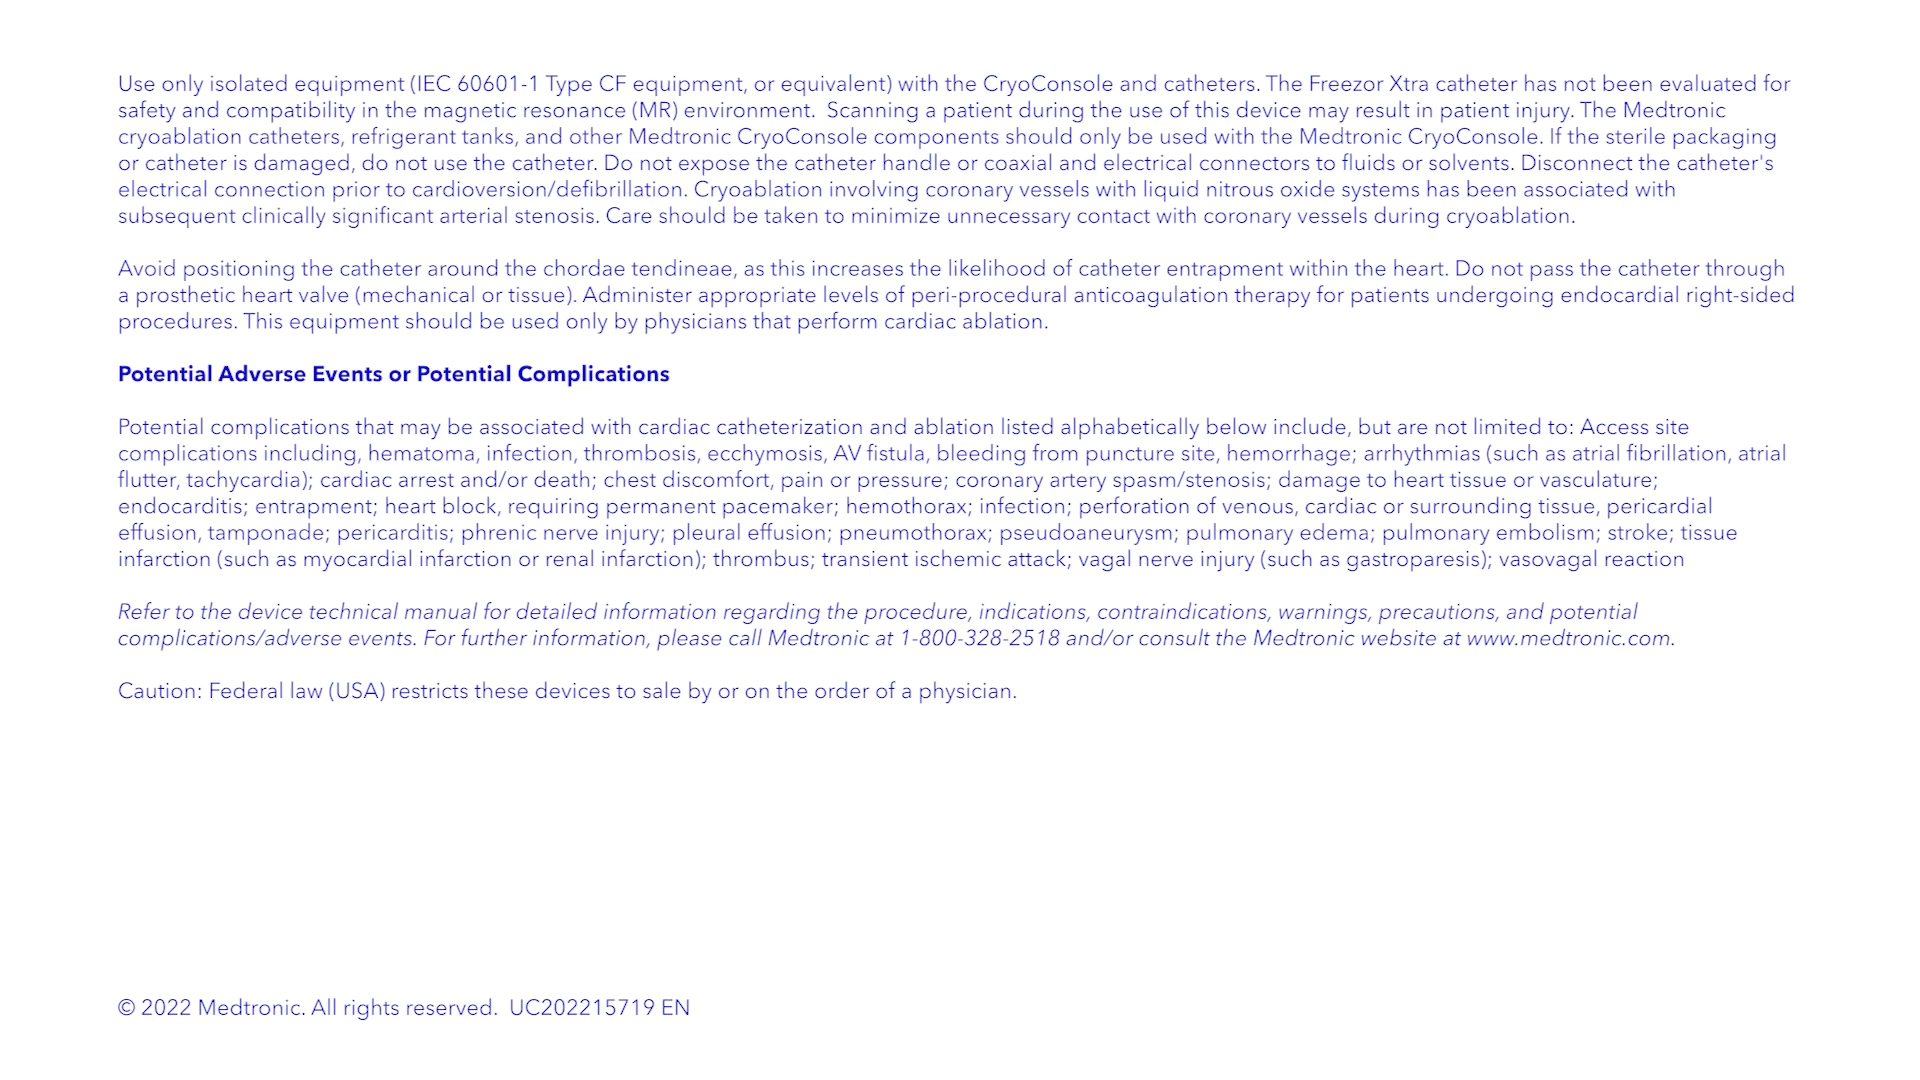 Use only isolated equipment (IEC 60601-1 Type CF equipment, or equivalent) with the CryoConsole and catheters. The Freezor Xtra catheter has not been evaluated for
safety and compatibility in the magnetic resonance (MR) environment.  Scanning a patient during the use of this device may result in patient injury. The Medtronic
cryoablation catheters, refrigerant tanks, and other Medtronic CryoConsole components should only be used with the Medtronic CryoConsole. If the sterile packaging
or catheter is damaged, do not use the catheter. Do not expose the catheter handle or coaxial and electrical connectors to fluids or solvents. Disconnect the catheter's
electrical connection prior to cardioversion/defibrillation. Cryoablation involving coronary vessels with liquid nitrous oxide systems has been associated with
subsequent clinically significant arterial stenosis. Care should be taken to minimize unnecessary contact with coronary vessels during cryoablation.
Avoid positioning the catheter around the chordae tendineae, as this increases the likelihood of catheter entrapment within the heart. Do not pass the catheter through
a prosthetic heart valve (mechanical or tissue). Administer appropriate levels of peri-procedural anticoagulation therapy for patients undergoing endocardial right-sided
procedures. This equipment should be used only by physicians that perform cardiac ablation.
Potential Adverse Events or Potential Complications
Potential complications that may be associated with cardiac catheterization and ablation listed alphabetically below include, but are not limited to: Access site
complications including, hematoma, infection, thrombosis, ecchymosis, AV fistula, bleeding from puncture site, hemorrhage; arrhythmias (such as atrial fibrillation, atrial
flutter, tachycardia); cardiac arrest and/or death; chest discomfort, pain or pressure; coronary artery spasm/stenosis; damage to heart tissue or vasculature;
endocarditis; entrapment; heart block, requiring permanent pacemaker; hemothorax; infection; perforation of venous, cardiac or surrounding tissue, pericardial
effusion, tamponade; pericarditis; phrenic nerve injury; pleural effusion; pneumothorax; pseudoaneurysm; pulmonary edema; pulmonary embolism; stroke; tissue
infarction (such as myocardial infarction or renal infarction); thrombus; transient ischemic attack; vagal nerve injury (such as gastroparesis); vasovagal reaction
Refer to the device technical manual for detailed information regarding the procedure, indications, contraindications, warnings, precautions, and potential
complications/adverse events. For further information, please call Medtronic at 1-800-328-2518 and/or consult the Medtronic website at www.medtronic.com.
Caution: Federal law (USA) restricts these devices to sale by or on the order of a physician.
© 2022 Medtronic. All rights reserved.  UC202215719 EN